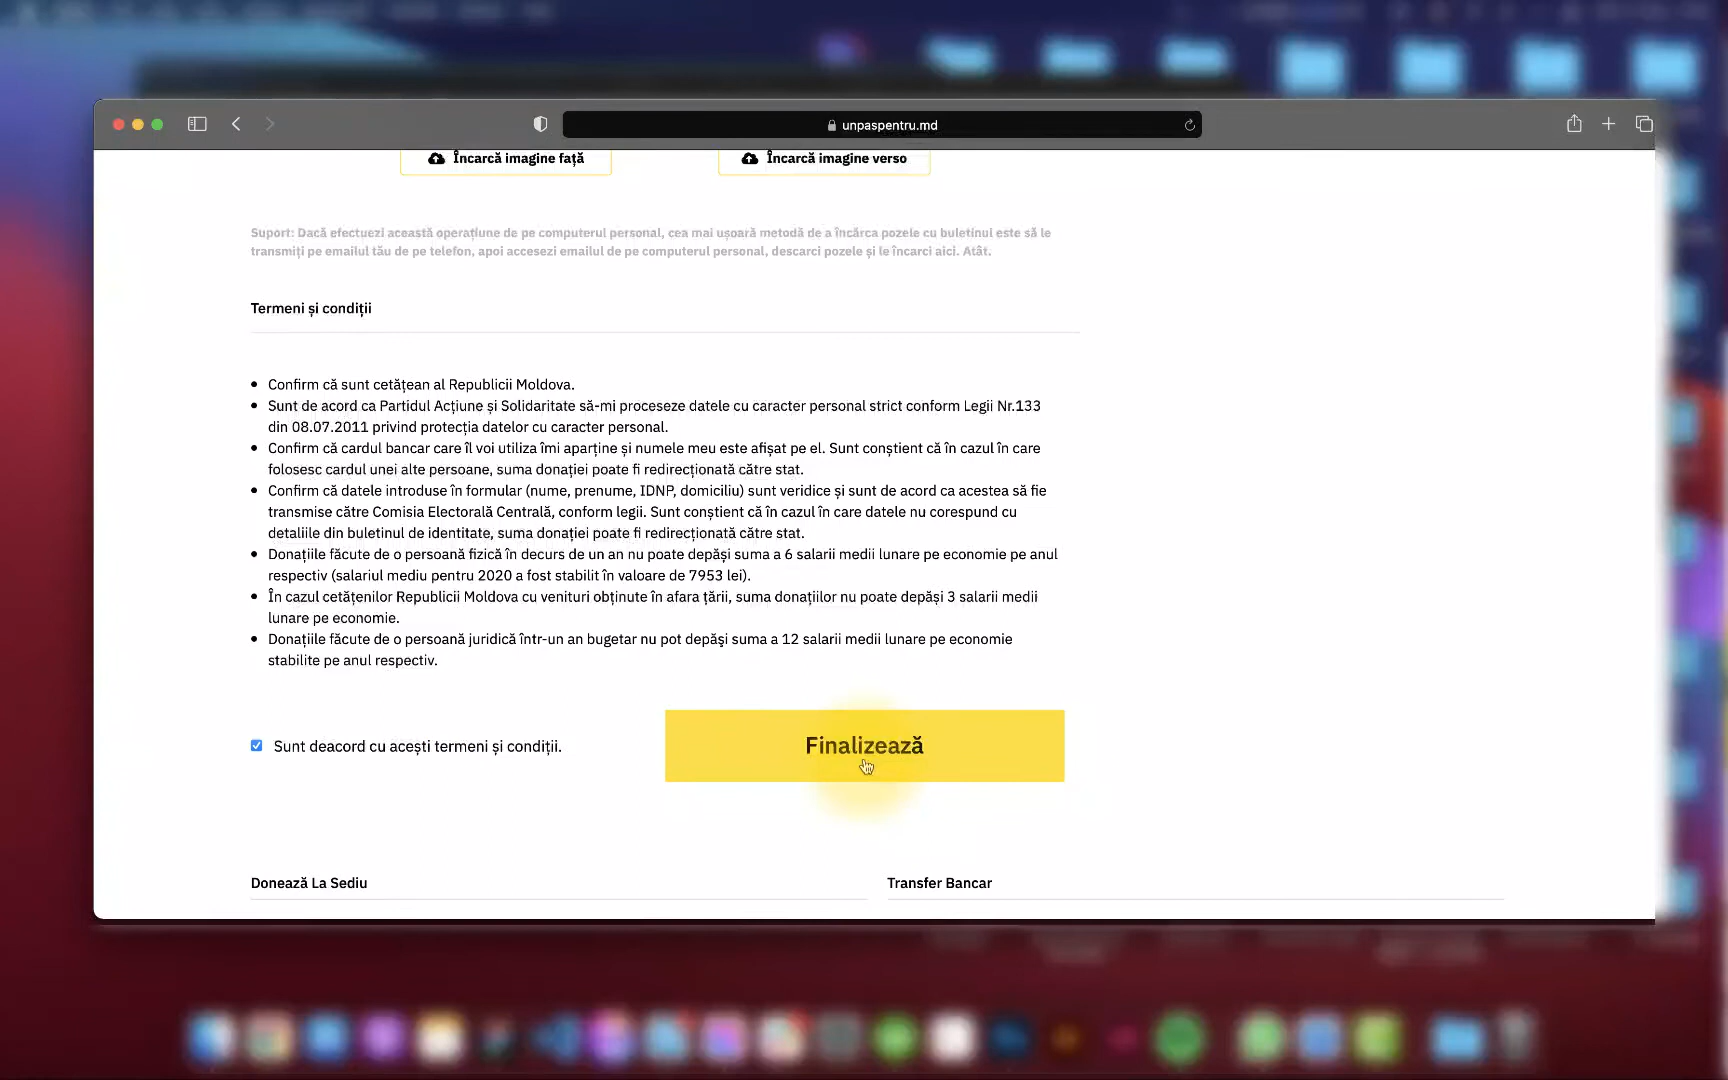 unpaspentru.md
Încarcă imagine față
Încarcă imagine verso
Suport: Dacă efectuezi această operațiune de pe computerul personal, cea mai ușoară metodă de a încărca pozele cu buletinul este să le
transmiți pe emailul tău de pe telefon, apoi accesezi emailul de pe computerul personal, descarci pozele și le încarci aici. Atât.
Termeni și condiții
Confirm că sunt cetățean al Republicii Moldova.
Sunt de acord ca Partidul Acțiune și Solidaritate să-mi proceseze datele cu caracter personal strict conform Legii Nr.133
din 08.07.2011 privind protecția datelor cu caracter personal.
Confirm că cardul bancar care îl voi utiliza îmi aparține și numele meu este afișat pe el. Sunt conștient că în cazul în care
folosesc cardul unei alte persoane, suma donației poate fi redirecționată către stat.
Confirm că datele introduse în formular (nume, prenume, IDNP, domiciliu) sunt veridice și sunt de acord ca acestea să fie
transmise către Comisia Electorală Centrală, conform legii. Sunt conștient că în cazul în care datele nu corespund cu
detaliile din buletinul de identitate, suma donației poate fi redirecționată către stat.
Donațiile făcute de o persoană fizică în decurs de un an nu poate depăși suma a 6 salarii medii lunare pe economie pe anul
respectiv (salariul mediu pentru 2020 a fost stabilit în valoare de 7953 lei).
În cazul cetățenilor Republicii Moldova cu venituri obținute în afara țării, suma donațiilor nu poate depăși 3 salarii medii
lunare pe economie.
Donațiile făcute de o persoană juridică într-un an bugetar nu pot depăşi suma a 12 salarii medii lunare pe economie
stabilite pe anul respectiv.
Sunt deacord cu acești termeni și condiții.
Finalizează
Donează La Sediu
Transfer Bancar